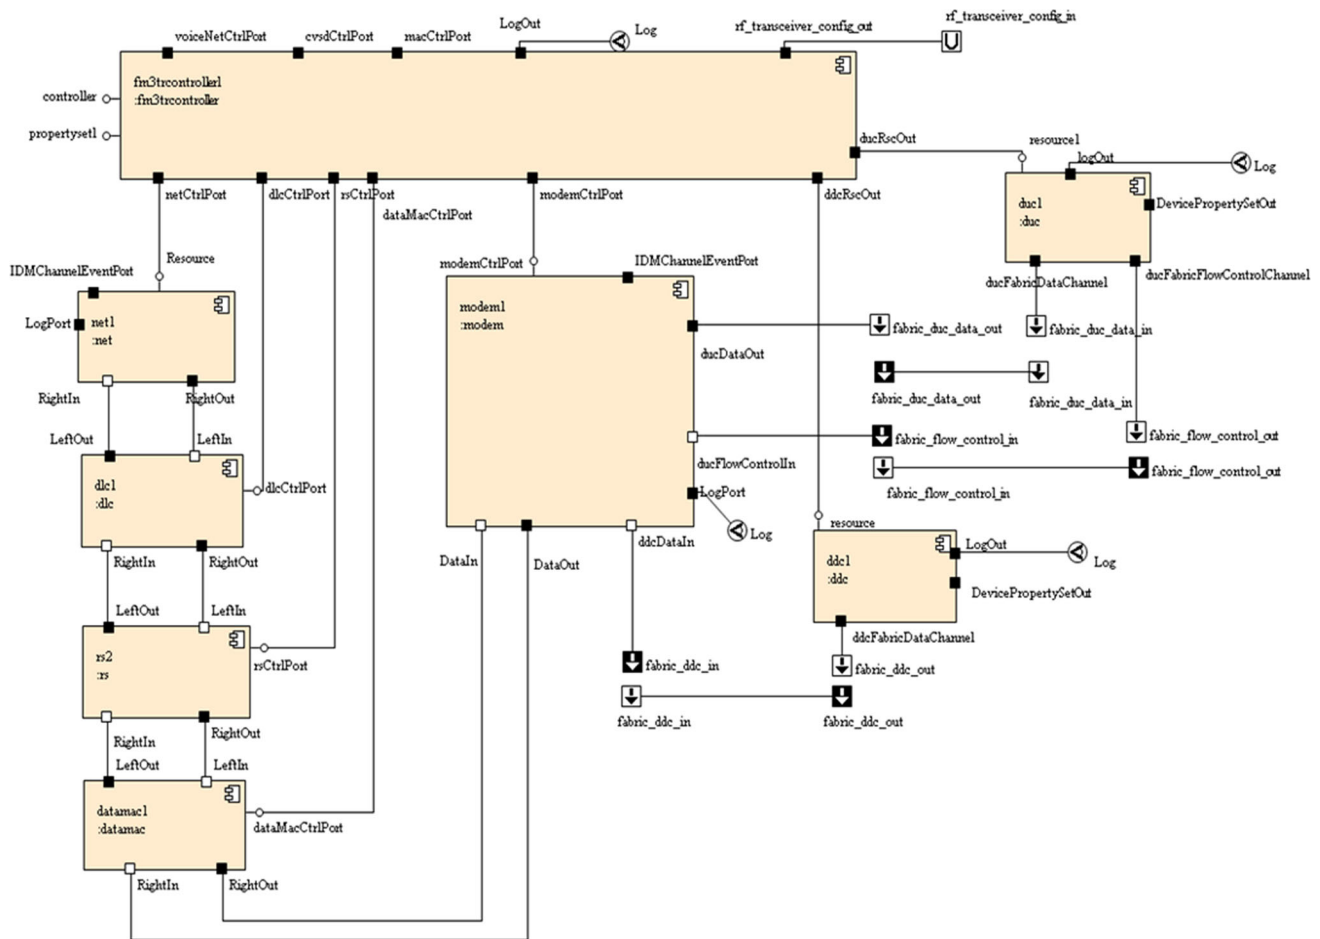 rf_transceiver_config_in
LogOut
voiceNetCtrlPort
cvsdCtrlPort
macCtrlPort
Log
rf_transceiver_config_out
fm3trcontroller1
:fm3trcontroller
controller
propertyset1
ducRscOut
resource1
logOut
Log
netCtrlPort
dlcCtrlPort
rsCtrlPort
modemCtrlPort
ddcRscOut
dataMacCtrlPort
duc1
:duc
DevicePropertySetOut
Resource
IDMChannelEventPort
modemCtrlPort
IDMChannelEventPort
ducFabricDataChannel
ducFabricFlowControlChannel
LogPort
net1
:net
modem1
:modem
fabric_duc_data_out
fabric_duc_data_in
ducDataOut
RightIn
RightOut
fabric_duc_data_out
fabric_duc_data_in
LeftOut
LeftIn
fabric_flow_control_in
fabric_flow_control_out
ducFlowControlIn
dlc1
:dlc
dlcCtrlPort
fabric_flow_control_in
fabric_flow_control_out
LogPort
resource
Log
RightIn
RightOut
DataIn
DataOut
ddcDataIn
LogOut
Log
ddc1
:ddc
DevicePropertySetOut
LeftOut
LeftIn
ddcFabricDataChannel
rs2
:rs
rsCtrlPort
fabric_ddc_in
fabric_ddc_out
fabric_ddc_in
fabric_ddc_out
RightIn
RightOut
LeftOut
LeftIn
datamac1
:datamac
dataMacCtrlPort
RightIn
RightOut